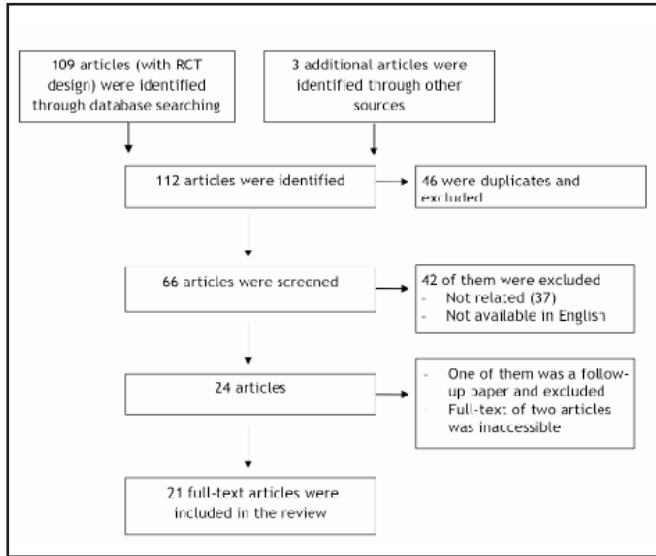 109 articles (with RCT
design) were identified
through database searching
3 additional articles were
identified through other
sources
112 articles were identified
46 were duplicates and
excluded
66 articles were screened
42 of them were excluded
- Not related (37)
- Not available in English
24 articles
- One of them was a follow-
up paper and excluded
- Full-text of two articles
was inaccessible
21 full-text articles were
included in the review